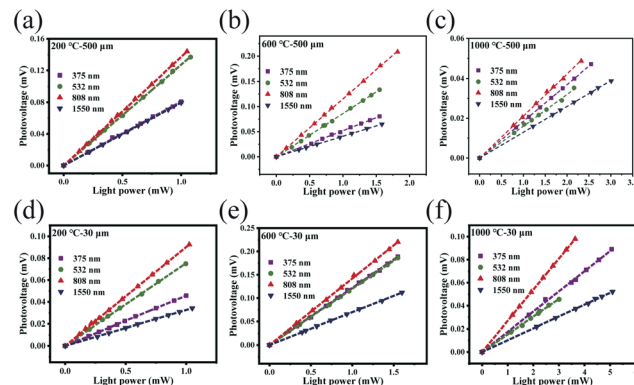 (a)
200 °C-500 µm
375 nm
532 nm
808 nm
1550 nm
Photovoltage (mV)
0.16
0.12
0.08
0.04
0.00
0.0
0.5
1.0
Light power (mW)
(b)
600 °C-500 µm
375 nm
532 nm
808 nm
1550 nm
Photovoltage (mV)
0.25
0.20
0.15
0.10
0.05
0.00
0.0
0.5
1.0
1.5
2.0
Light power (mW)
(c)
1000 °C-500 µm
375 nm
532 nm
808 nm
1550 nm
Photovoltage (mV)
0.06
0.04
0.02
0.00
0.0
0.5
1.0
1.5
2.0
2.5
3.0
3.5
Light power (mW)
(d)
200 °C-30 µm
375 nm
532 nm
808 nm
1550 nm
Photovoltage (mV)
0.10
0.08
0.06
0.04
0.02
0.00
0.0
0.5
1.0
Light power (mW)
(e)
600 °C-30 µm
375 nm
532 nm
808 nm
1550 nm
Photovoltage (mV)
0.25
0.20
0.15
0.10
0.05
0.00
0.0
0.5
1.0
1.5
Light power (mW)
(f)
1000 °C-30 µm
375 nm
532 nm
808 nm
1550 nm
Photovoltage (mV)
0.10
0.08
0.06
0.04
0.02
0.00
0
1
2
3
4
5
6
Light power (mW)